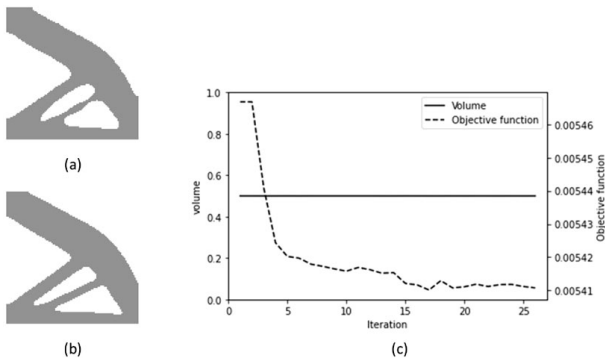 (a)
(b)
1.0
0.8
0.6
0.4
0.2
0.0
volume
0
5
10
15
20
25
Iteration
Volume
Objective function
0.00546
0.00545
0.00544
0.00543
0.00542
0.00541
Objective function
(c)